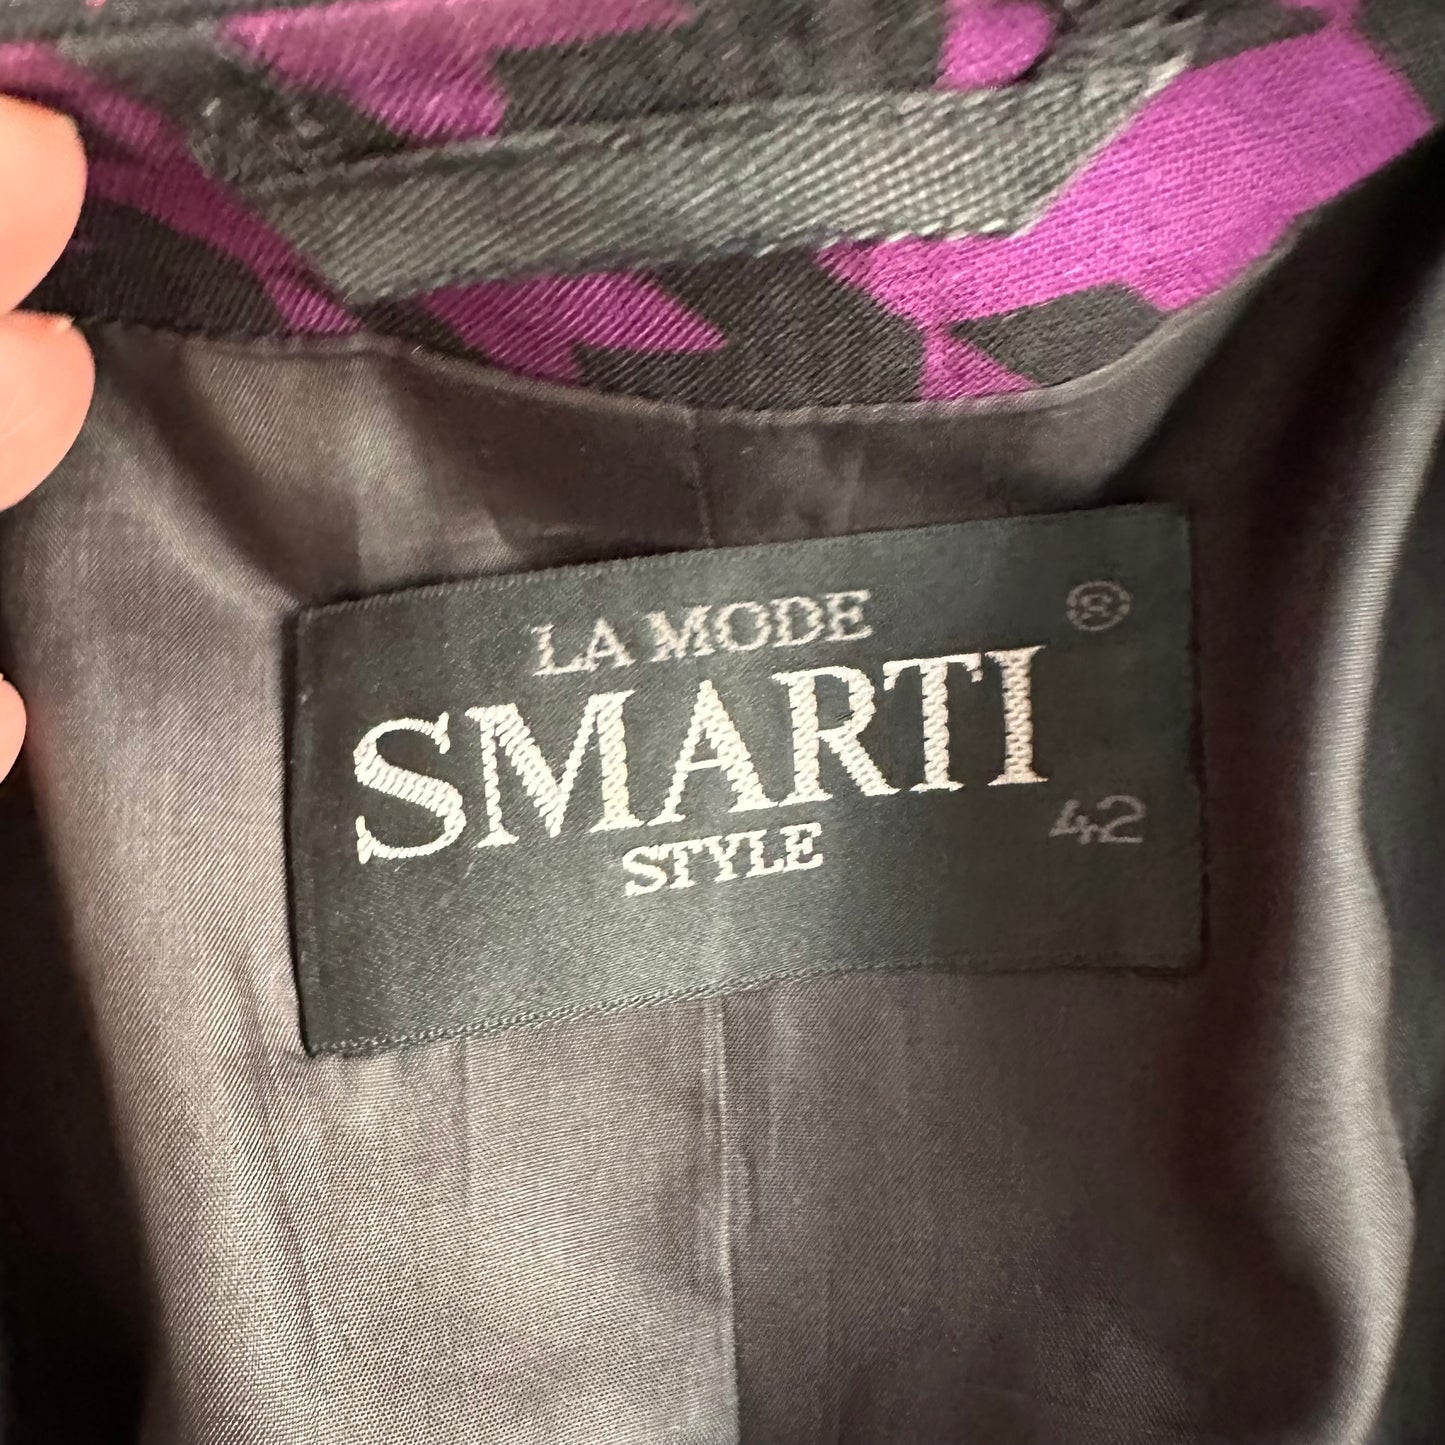 LA MODE ®
SMARTI
STYLE
42